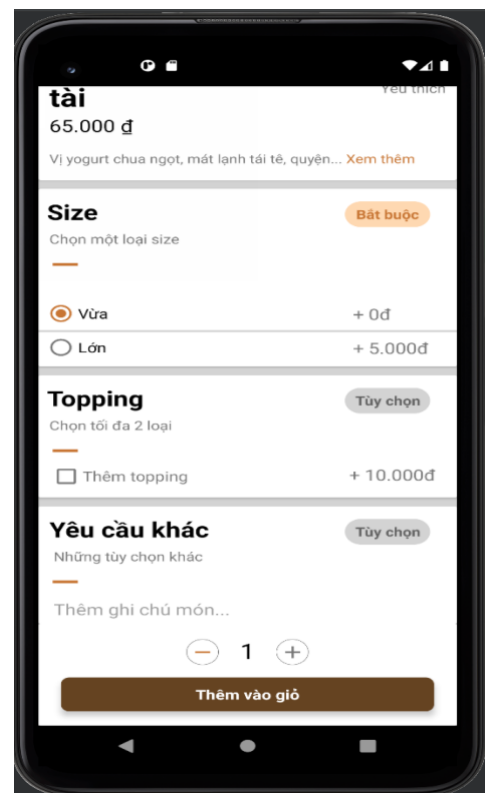 tài
Yêu thích
65.000 ₫
Vị yogurt chua ngọt, mát lạnh tái tê, quyện... Xem thêm
Size
Bắt buộc
Chọn một loại size
Vừa + 0đ
Lớn + 5.000đ
Topping
Tùy chọn
Chọn tối đa 2 loại
Thêm topping + 10.000đ
Yêu cầu khác
Tùy chọn
Những tùy chọn khác
Thêm ghi chú món...
1
Thêm vào giỏ